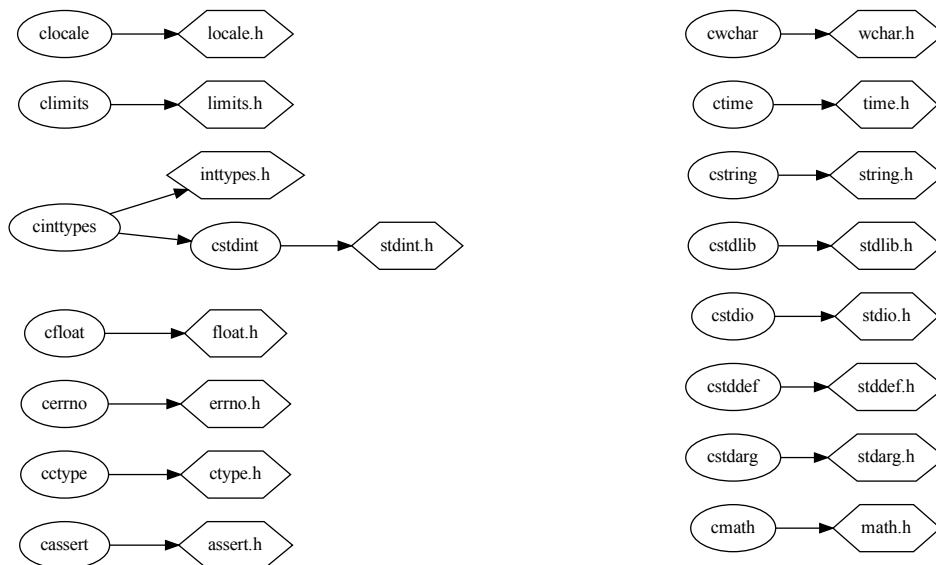 clocale
locale.h
climits
limits.h
inttypes.h
cinttypes
cstdint
stdint.h
cfloat
float.h
cerrno
errno.h
cctype
ctype.h
cassert
assert.h
cwchar
wchar.h
ctime
time.h
cstring
string.h
cstdlib
stdlib.h
cstdio
stdio.h
cstddef
stddef.h
cstdarg
stdarg.h
cmath
math.h